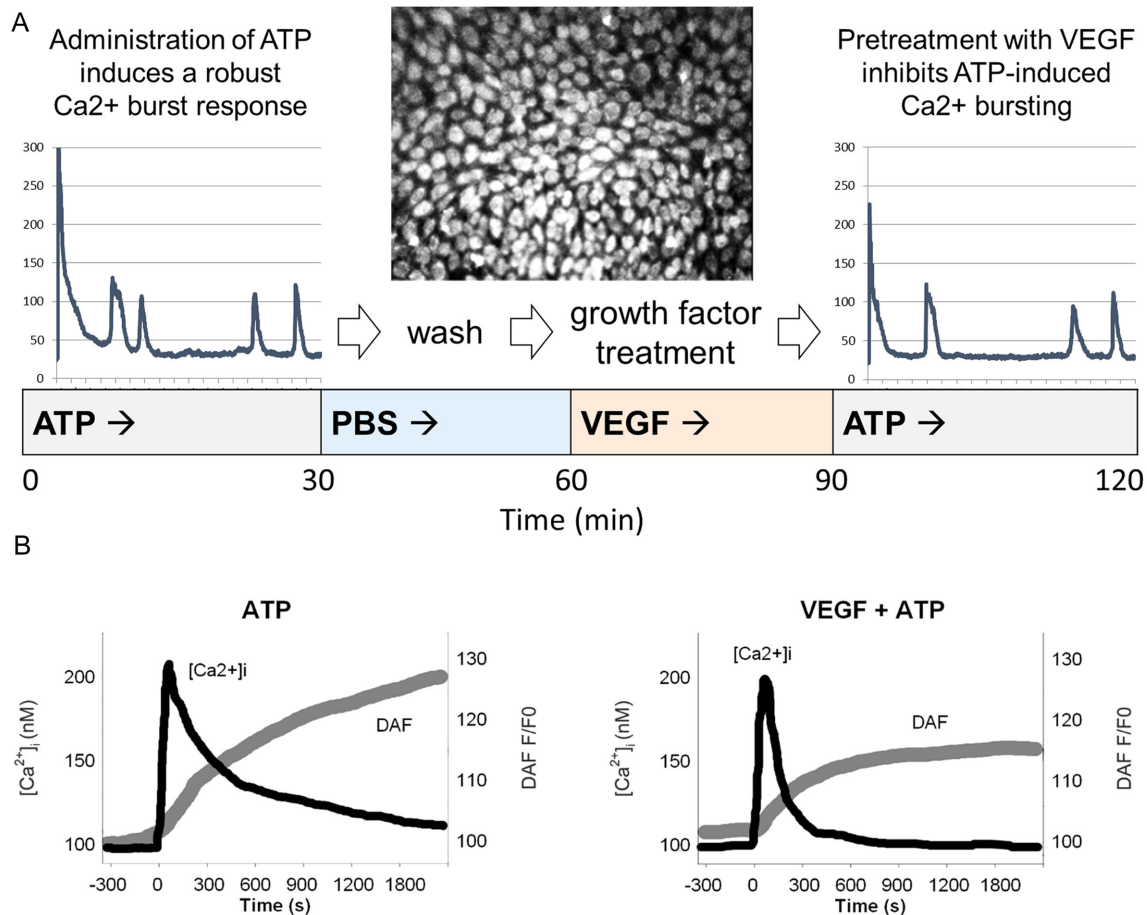 A
Administration of ATP
induces a robust
Ca2+ burst response
Pretreatment with VEGF
inhibits ATP-induced
Ca2+ bursting
300
250
200
150
100
50
0
wash
growth factor
treatment
300
250
200
150
100
50
0
ATP →
PBS →
VEGF →
ATP →
0
30
60
90
120
Time (min)
B
ATP
[Ca2+]i
DAF
200
150
100
[Ca²⁺]ᵢ (nM)
130
120
110
100
DAF F/F0
-300 0 300 600 900 1200 1800
Time (s)
VEGF + ATP
[Ca2+]i
DAF
200
150
100
[Ca²⁺]ᵢ (nM)
130
120
110
100
DAF F/F0
-300 0 300 600 900 1200 1800
Time (s)